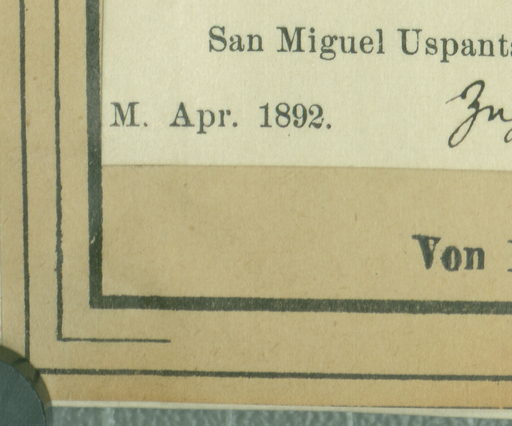 San Miguel Uspant
M. Apr. 1892.
Von